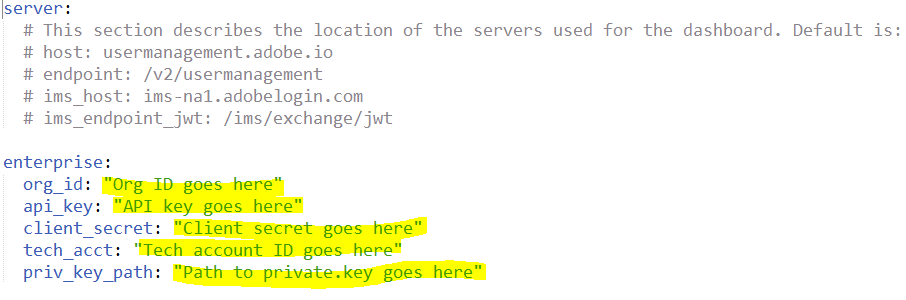 server:
# This section describes the location of the servers used for the dashboard. Default is:
# host: usermanagement.adobe.io
# endpoint: /v2/usermanagement
# ims_host: ims-na1.adobelogin.com
# ims_endpoint_jwt: /ims/exchange/jwt
enterprise:
org_id: "Org ID goes here"
api_key: "API key goes here"
client_secret: "Client secret goes here"
tech_acct: "Tech account ID goes here"
priv_key_path: "Path to private.key goes here"